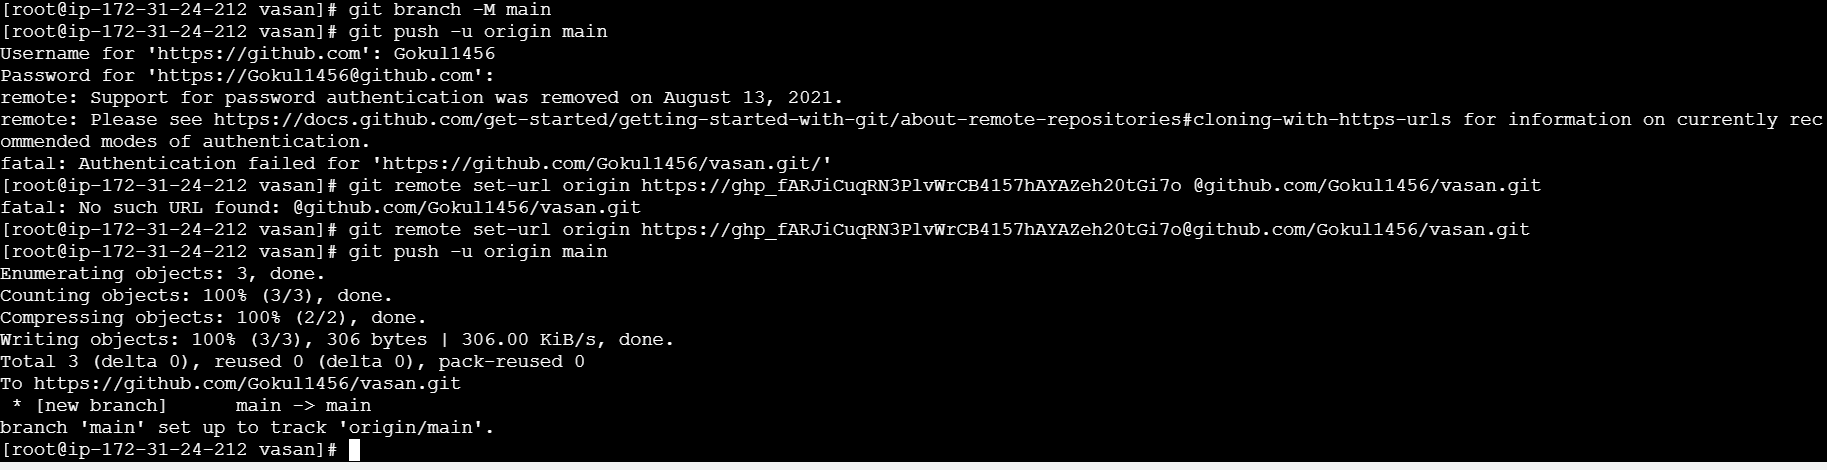 [root@ip-172-31-24-212 vasan]# git branch -M main
[root@ip-172-31-24-212 vasan]# git push -u origin main
Username for 'https://github.com': Gokul1456
Password for 'https://Gokul1456@github.com':
remote: Support for password authentication was removed on August 13, 2021.
remote: Please see https://docs.github.com/get-started/getting-started-with-git/about-remote-repositories#cloning-with-https-urls for information on currently rec
ommended modes of authentication.
fatal: Authentication failed for 'https://github.com/Gokul1456/vasan.git/'
[root@ip-172-31-24-212 vasan]# git remote set-url origin https://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 @github.com/Gokul1456/vasan.git
fatal: No such URL found: @github.com/Gokul1456/vasan.git
[root@ip-172-31-24-212 vasan]# git remote set-url origin https://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@github.com/Gokul1456/vasan.git
[root@ip-172-31-24-212 vasan]# git push -u origin main
Enumerating objects: 3, done.
Counting objects: 100% (3/3), done.
Compressing objects: 100% (2/2), done.
Writing objects: 100% (3/3), 306 bytes | 306.00 KiB/s, done.
Total 3 (delta 0), reused 0 (delta 0), pack-reused 0
To https://github.com/Gokul1456/vasan.git
 * [new branch]      main -> main
branch 'main' set up to track 'origin/main'.
[root@ip-172-31-24-212 vasan]#